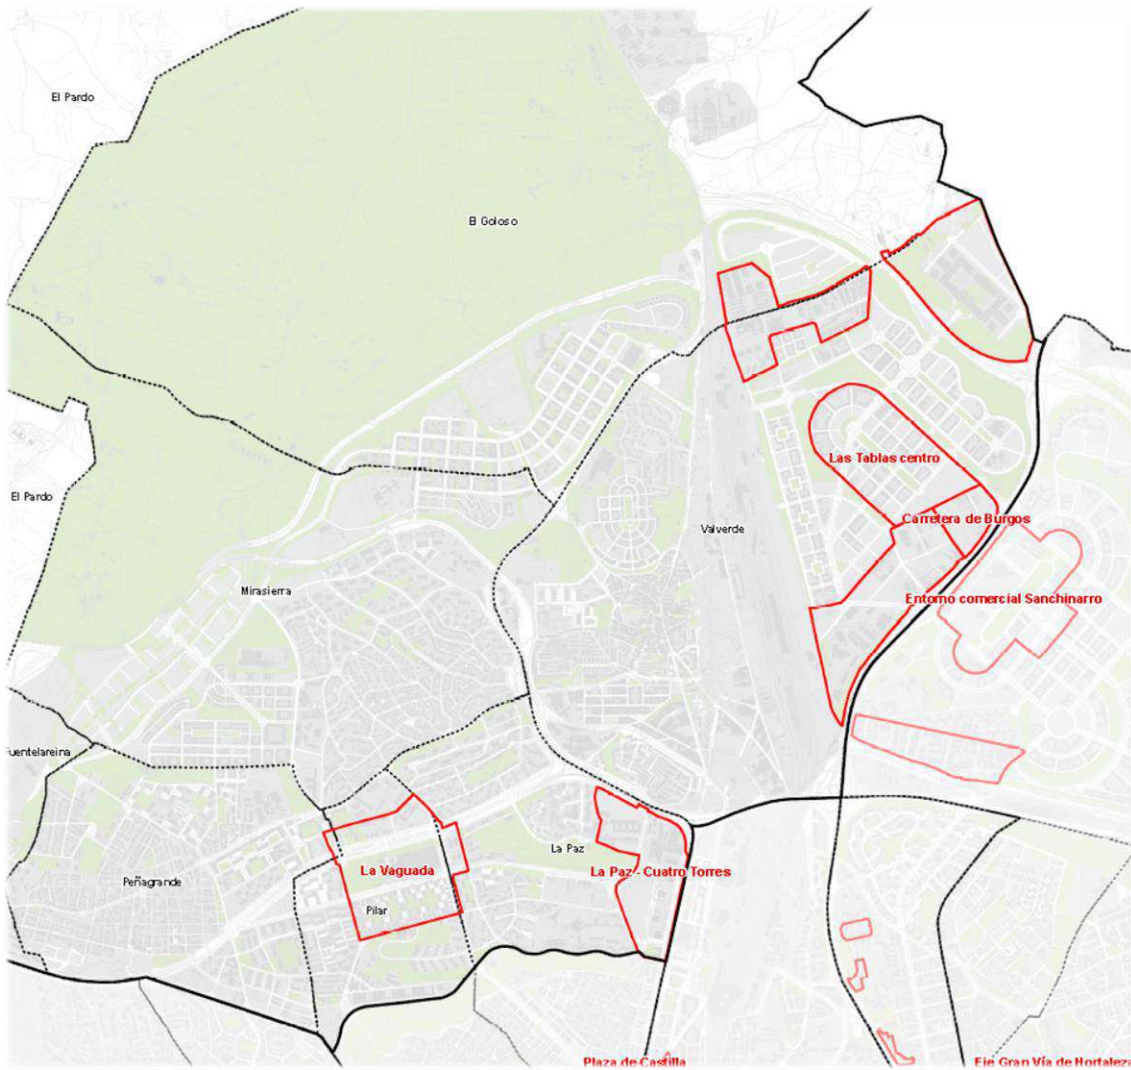 El Pardo
El Goloso
Las Tablas centro
El Pardo
Carretera de Burgos
Valverde
Mirasierra
Entorno comercial Sanchinarro
Fuentelareina
La Paz
La Vaguada
La Paz - Cuatro Torres
Peñagrande
Pilar
Plaza de Castilla
Eje Gran Vía de Hortaleza